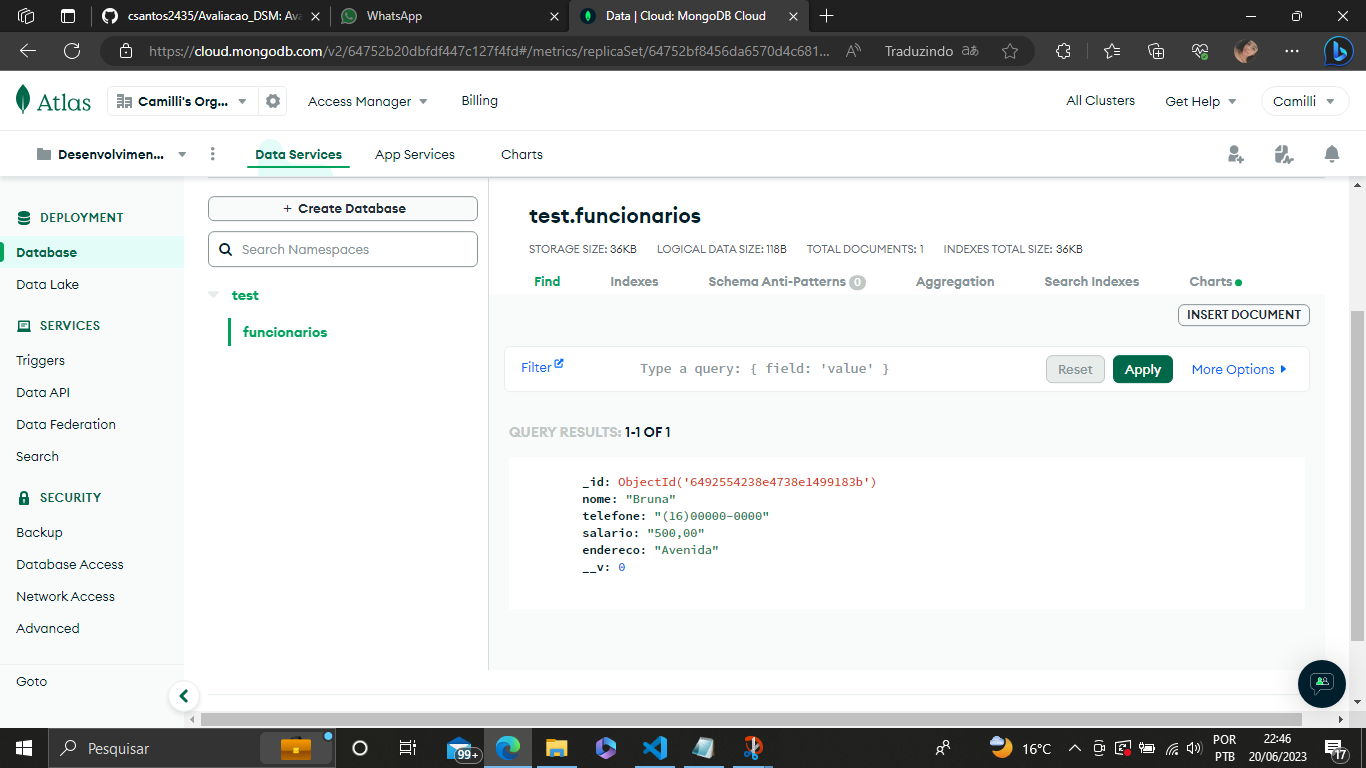 csantos2435/Avaliacao_DSM: Ava
WhatsApp
Data | Cloud: MongoDB Cloud
https://cloud.mongodb.com/v2/64752b20dbfdf447c127f4fd#/metrics/replicaSet/64752bf8456da6570d4c681...
Traduzindo
Atlas
Camilli's Org...
Access Manager
Billing
All Clusters
Get Help
Camilli
Desenvolvimen...
Data Services
App Services
Charts
DEPLOYMENT
Database
Data Lake
SERVICES
Triggers
Data API
Data Federation
Search
SECURITY
Backup
Database Access
Network Access
Advanced
Goto
+ Create Database
Search Namespaces
test
funcionarios
test.funcionarios
STORAGE SIZE: 36KB LOGICAL DATA SIZE: 118B TOTAL DOCUMENTS: 1 INDEXES TOTAL SIZE: 36KB
Find Indexes Schema Anti-Patterns 0 Aggregation Search Indexes Charts
INSERT DOCUMENT
Filter Type a query: { field: 'value' } Reset Apply More Options
QUERY RESULTS: 1-1 OF 1
_id: ObjectId('6492554238e4738e1499183b')
nome: "Bruna"
telefone: "(16)00000-0000"
salario: "500,00"
endereco: "Avenida"
__v: 0
Pesquisar
99+
16°C
POR
PTB
22:46
20/06/2023
17